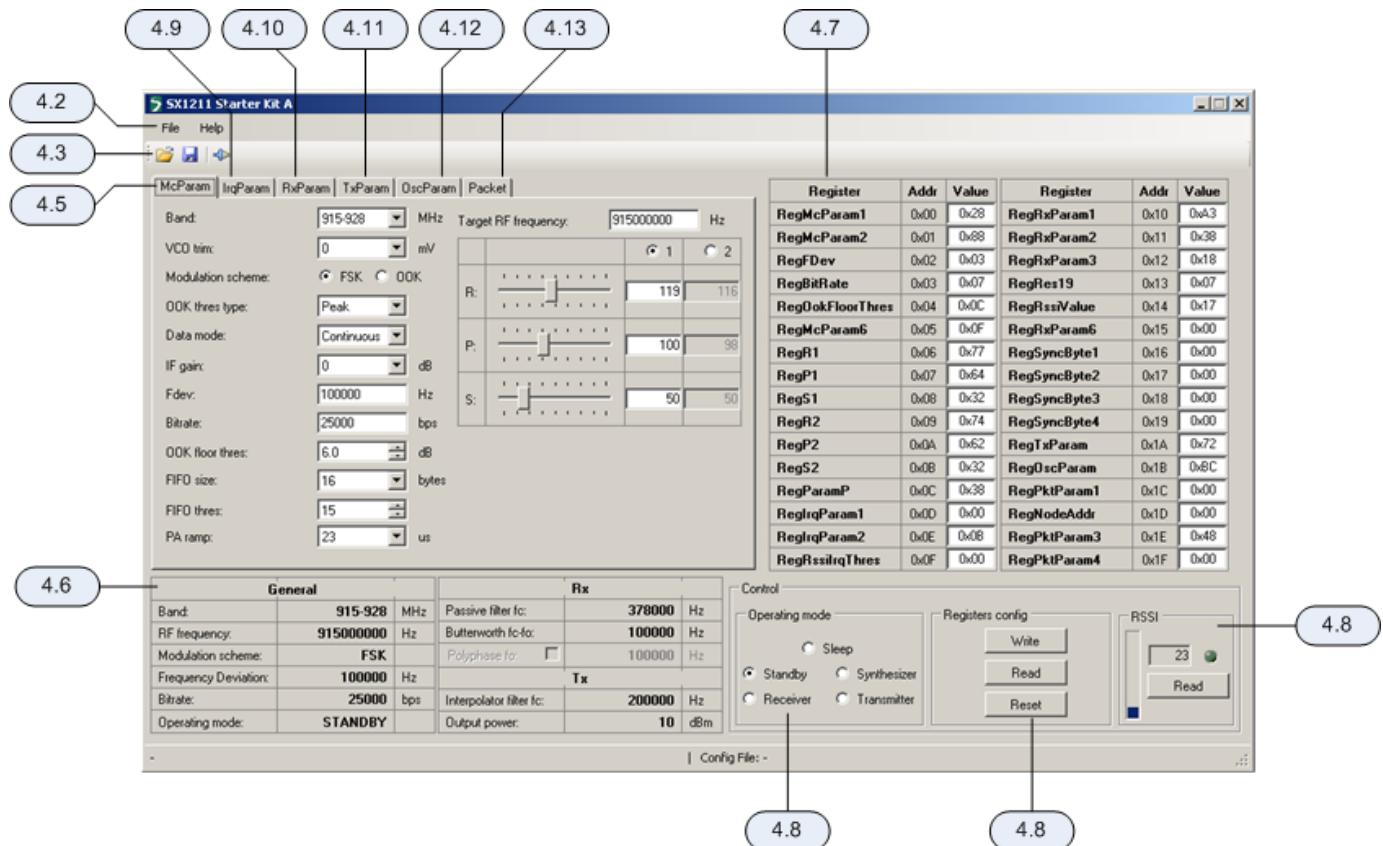 4.9 4.10 4.11 4.12 4.13 4.7
4.2
4.3
4.5
SX1211 Starter Kit A
File Help
McParam IrqParam RxParam TxParam OscParam Packet
Band: 915-928 MHz
VCO trim: 0 mV
Modulation scheme: FSK OOK
OOK thres type: Peak
Data mode: Continuous
IF gain: 0 dB
Fdev: 100000 Hz
Bitrate: 25000 bps
OOK floor thres: 6.0 dB
FIFO size: 16 bytes
FIFO thres: 15
PA ramp: 23 us
Target RF frequency: 915000000 Hz
1 2
R: 119 116
P: 100 98
S: 50 50
Register Addr Value Register Addr Value
RegMcParam1 0x00 0x28 RegRxParam1 0x10 0xA3
RegMcParam2 0x01 0x88 RegRxParam2 0x11 0x38
RegFDev 0x02 0x03 RegRxParam3 0x12 0x18
RegBitRate 0x03 0x07 RegRes19 0x13 0x07
RegOokFloorThres 0x04 0x0C RegRssiValue 0x14 0x17
RegMcParam6 0x05 0x0F RegRxParam6 0x15 0x00
RegR1 0x06 0x77 RegSyncByte1 0x16 0x00
RegP1 0x07 0x64 RegSyncByte2 0x17 0x00
RegS1 0x08 0x32 RegSyncByte3 0x18 0x00
RegR2 0x09 0x74 RegSyncByte4 0x19 0x00
RegP2 0x0A 0x62 RegTxParam 0x1A 0x72
RegS2 0x0B 0x32 RegOscParam 0x1B 0xBC
RegParamP 0x0C 0x38 RegPktParam1 0x1C 0x00
RegIrqParam1 0x0D 0x00 RegNodeAddr 0x1D 0x00
RegIrqParam2 0x0E 0x0B RegPktParam3 0x1E 0x48
RegRssiIrqThres 0x0F 0x00 RegPktParam4 0x1F 0x00
4.6
General
Band: 915-928 MHz
RF frequency: 915000000 Hz
Modulation scheme: FSK
Frequency Deviation: 100000 Hz
Bitrate: 25000 bps
Operating mode: STANDBY
Rx
Passive filter fc: 378000 Hz
Butterworth fc-fo: 100000 Hz
Polyphase fo: 100000 Hz
Tx
Interpolator filter fc: 200000 Hz
Output power: 10 dBm
Control
Operating mode
Sleep
Standby Synthesizer
Receiver Transmitter
Registers config
Write
Read
Reset
RSSI
23
Read
4.8
- Config File: -
4.8 4.8